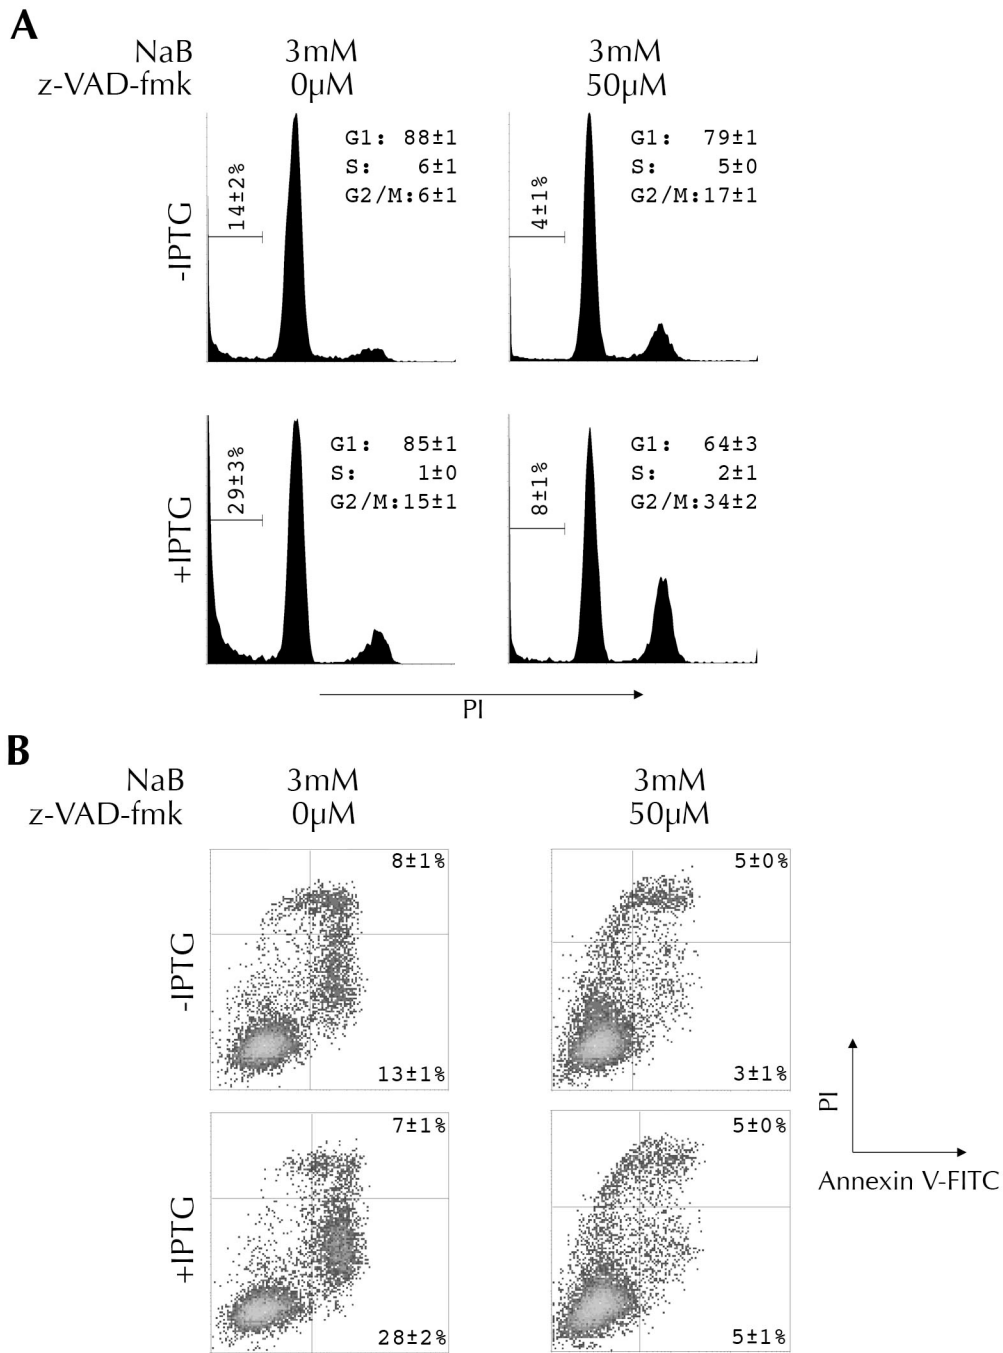 A
NaB 3mM 3mM
z-VAD-fmk 0µM 50µM
-IPTG
14±2%
G1: 88±1
S: 6±1
G2/M:6±1
4±1%
G1: 79±1
S: 5±0
G2/M:17±1
+IPTG
29±3%
G1: 85±1
S: 1±0
G2/M:15±1
8±1%
G1: 64±3
S: 2±1
G2/M:34±2
PI
B
NaB 3mM 3mM
z-VAD-fmk 0µM 50µM
-IPTG
8±1%
13±1%
5±0%
3±1%
+IPTG
7±1%
28±2%
5±0%
5±1%
PI
Annexin V-FITC